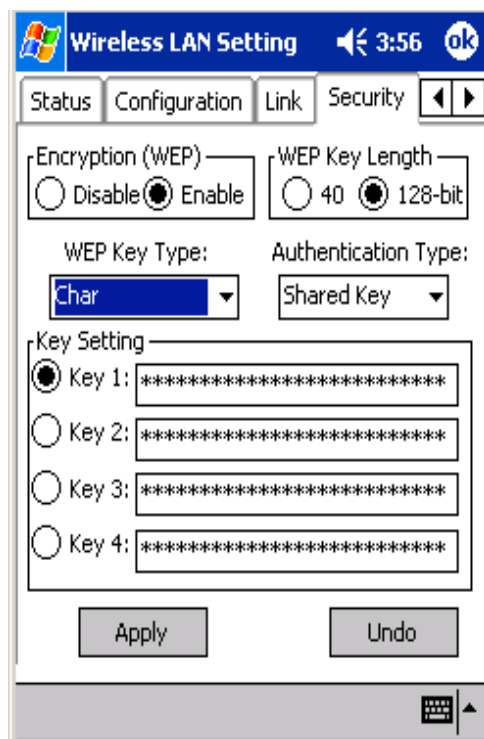 Wireless LAN Setting 3:56 ok
Status Configuration Link Security
Encryption (WEP) WEP Key Length
Disable Enable 40 128-bit
WEP Key Type: Authentication Type:
Char Shared Key
Key Setting
Key 1: **************************
Key 2: **************************
Key 3: **************************
Key 4: **************************
Apply Undo